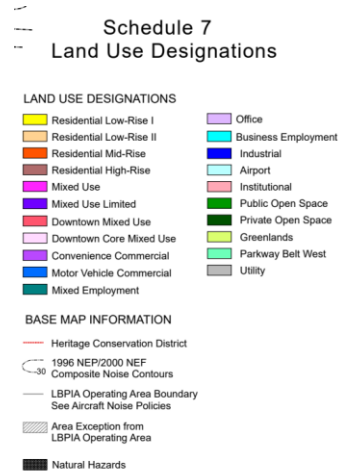 Schedule 7
Land Use Designations
LAND USE DESIGNATIONS
Residential Low-Rise I
Residential Low-Rise II
Residential Mid-Rise
Residential High-Rise
Mixed Use
Mixed Use Limited
Downtown Mixed Use
Downtown Core Mixed Use
Convenience Commercial
Motor Vehicle Commercial
Mixed Employment
Office
Business Employment
Industrial
Airport
Institutional
Public Open Space
Private Open Space
Greenlands
Parkway Belt West
Utility
BASE MAP INFORMATION
Heritage Conservation District
30
1996 NEP/2000 NEF
Composite Noise Contours
LBPIA Operating Area Boundary
See Aircraft Noise Policies
Area Exception from
LBPIA Operating Area
Natural Hazards